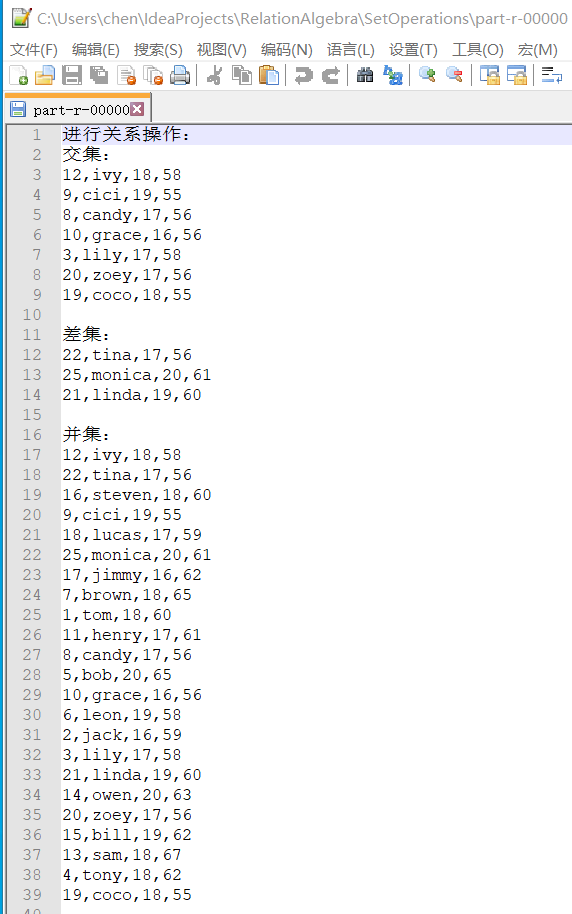 C:\Users\chen\IdeaProjects\RelationAlgebra\SetOperations\part-r-00000
文件(F) 编辑(E) 搜索(S) 视图(V) 编码(N) 语言(L) 设置(T) 工具(O) 宏(M)
part-r-00000
1 进行关系操作:
2 交集:
3 12,ivy,18,58
4 9,cici,19,55
5 8,candy,17,56
6 10,grace,16,56
7 3,lily,17,58
8 20,zoey,17,56
9 19,coco,18,55
10
11 差集:
12 22,tina,17,56
13 25,monica,20,61
14 21,linda,19,60
15
16 并集:
17 12,ivy,18,58
18 22,tina,17,56
19 16,steven,18,60
20 9,cici,19,55
21 18,lucas,17,59
22 25,monica,20,61
23 17,jimmy,16,62
24 7,brown,18,65
25 1,tom,18,60
26 11,henry,17,61
27 8,candy,17,56
28 5,bob,20,65
29 10,grace,16,56
30 6,leon,19,58
31 2,jack,16,59
32 3,lily,17,58
33 21,linda,19,60
34 14,owen,20,63
35 20,zoey,17,56
36 15,bill,19,62
37 13,sam,18,67
38 4,tony,18,62
39 19,coco,18,55
40